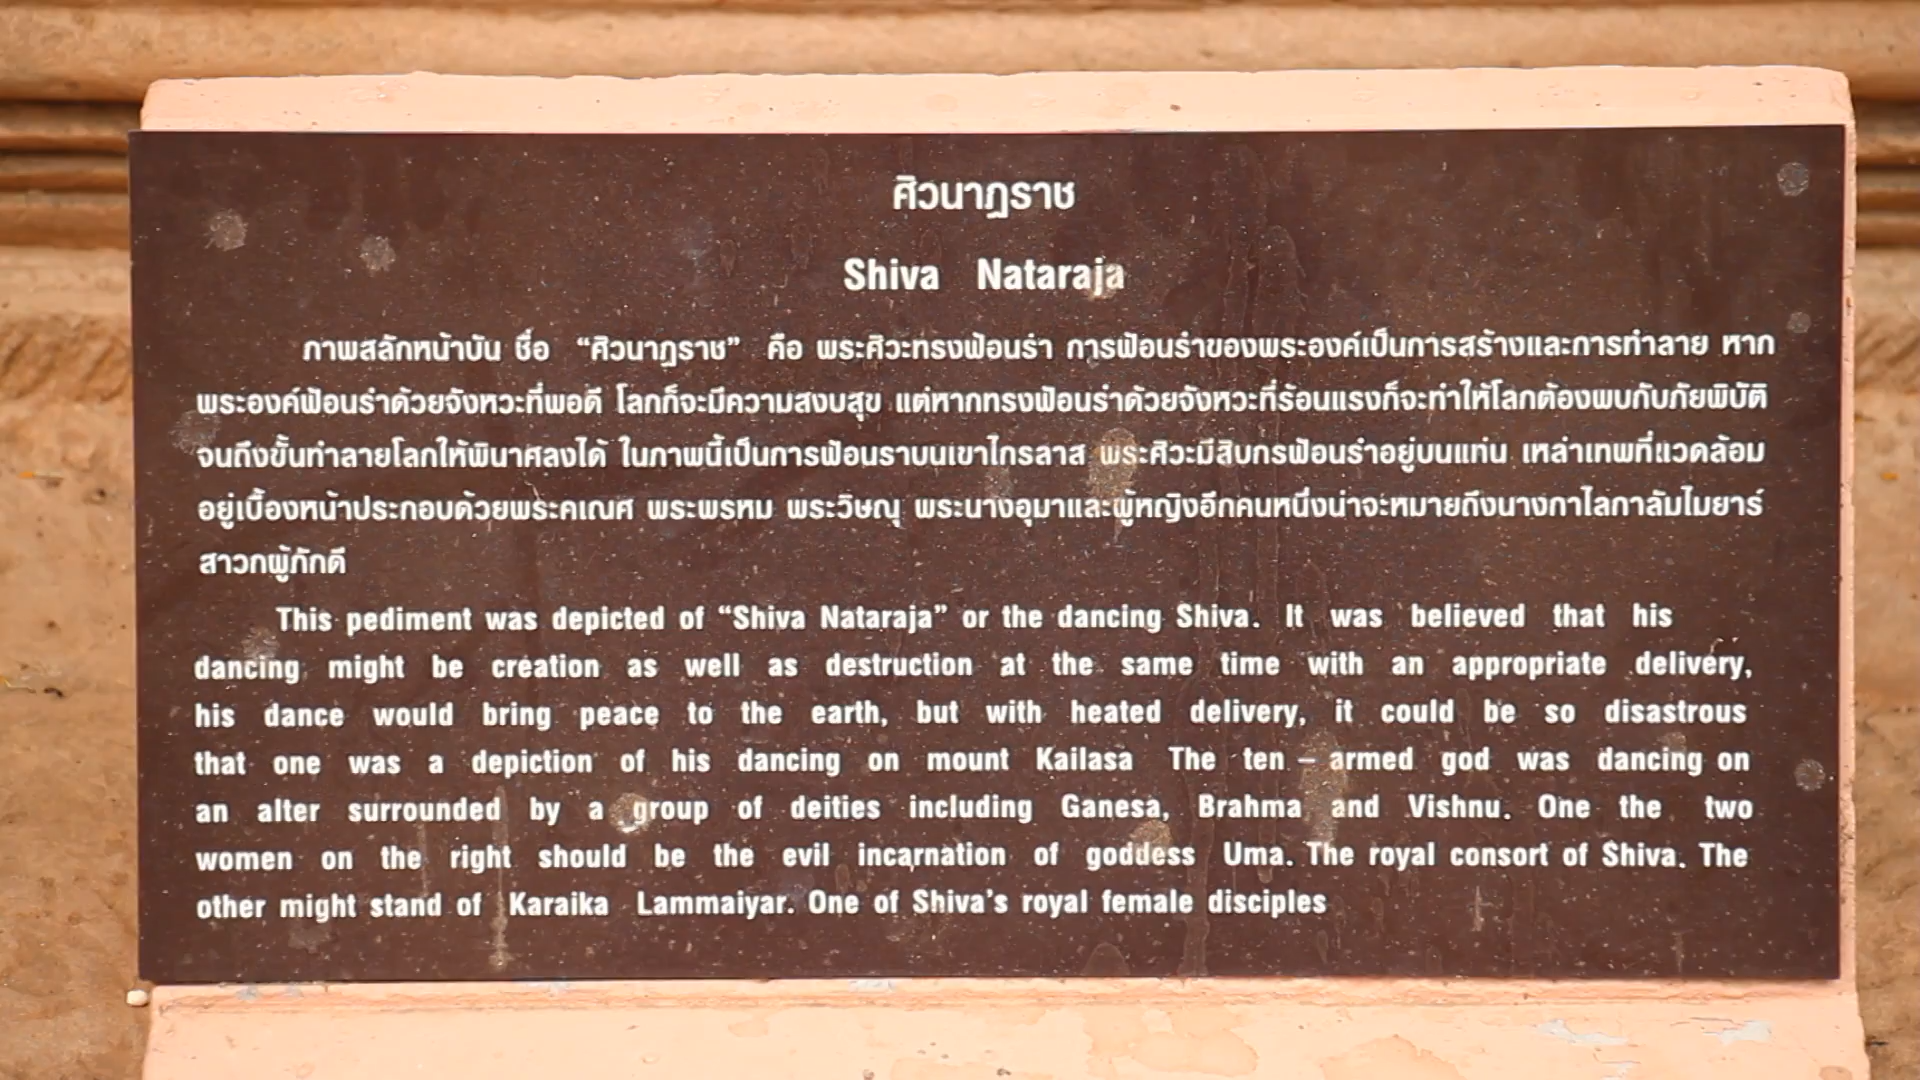 ศิวนาฏราช
Shiva Nataraja
ภาพสลักหน้าบัน ชื่อ “ศิวนาฏราช” คือ พระศิวะทรงฟ้อนรำ การฟ้อนรำของพระองค์เป็นการสร้างและการทำลาย หาก
พระองค์ฟ้อนรำด้วยจังหวะที่พอดี โลกก็จะมีความสงบสุข แต่หากทรงฟ้อนรำด้วยจังหวะที่ร้อนแรงก็จะทำให้โลกต้องพบกับภัยพิบัติ
จนถึงขั้นทำลายโลกให้พินาศลงได้ ในภาพนี้เป็นการฟ้อนราบนเขาไกรลาส พระศิวะมีสิบกรฟ้อนรำอยู่บนแท่น เหล่าเทพที่แวดล้อม
อยู่เบื้องหน้าประกอบด้วยพระคเณศ พระพรหม พระวิษณุ พระนางอุมาและผู้หญิงอีกคนหนึ่งน่าจะหมายถึงนางกาไลกาลัมไมยาร์
สาวกผู้ภักดี
This pediment was depicted of “Shiva Nataraja” or the dancing Shiva. It was believed that his
dancing might be creation as well as destruction at the same time with an appropriate delivery,
his dance would bring peace to the earth, but with heated delivery, it could be so disastrous
that one was a depiction of his dancing on mount Kailasa The ten – armed god was dancing on
an alter surrounded by a group of deities including Ganesa, Brahma and Vishnu. One the two
women on the right should be the evil incarnation of goddess Uma. The royal consort of Shiva. The
other might stand of Karaika Lammaiyar. One of Shiva’s royal female disciples